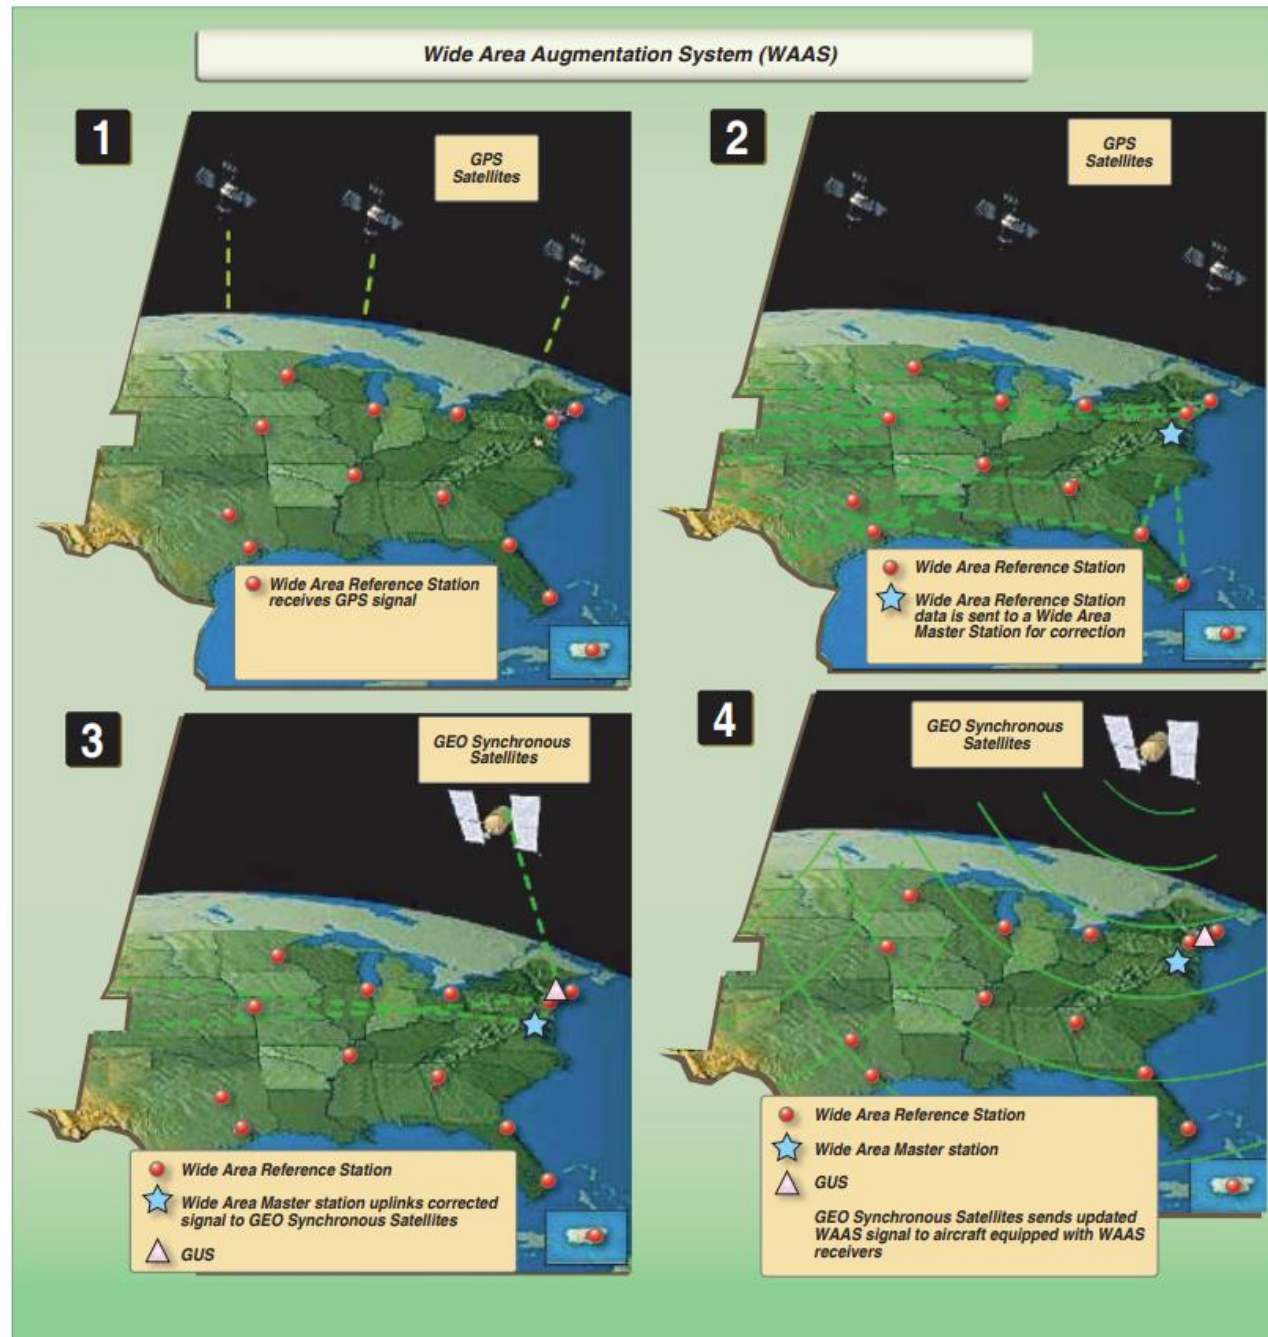 Wide Area Augmentation System (WAAS)
1
GPS
Satellites
Wide Area Reference Station
receives GPS signal
2
GPS
Satellites
Wide Area Reference Station
Wide Area Reference Station
data is sent to a Wide Area
Master Station for correction
3
GEO Synchronous
Satellites
Wide Area Reference Station
Wide Area Master station uplinks corrected
signal to GEO Synchronous Satellites
GUS
4
GEO Synchronous
Satellites
Wide Area Reference Station
Wide Area Master station
GUS
GEO Synchronous Satellites sends updated
WAAS signal to aircraft equipped with WAAS
receivers